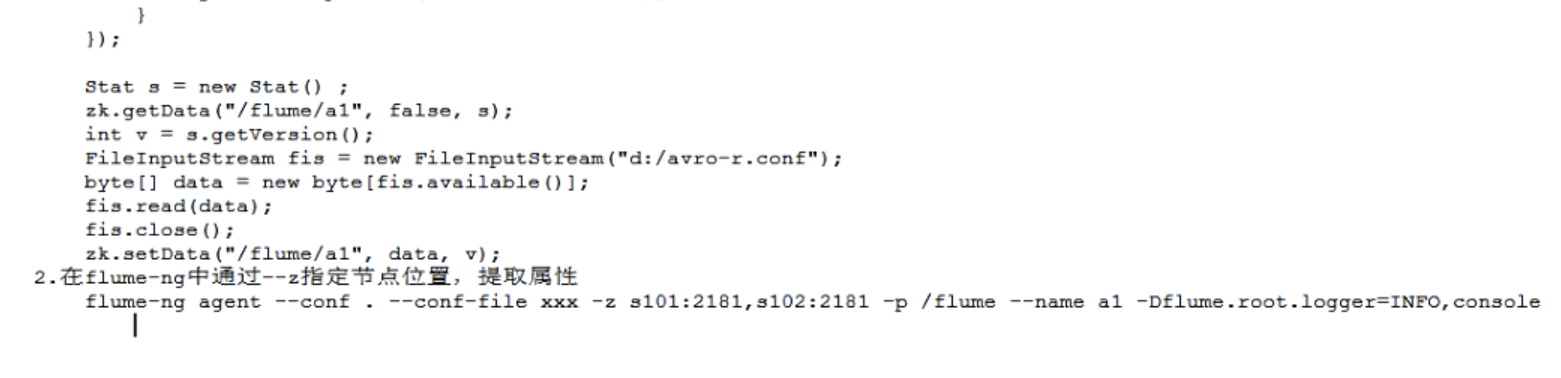 }
});
Stat s = new Stat() ;
zk.getData("/flume/a1", false, s);
int v = s.getVersion();
FileInputStream fis = new FileInputStream("d:/avro-r.conf");
byte[] data = new byte[fis.available()];
fis.read(data);
fis.close();
zk.setData("/flume/a1", data, v);
2.在flume-ng中通过--z指定节点位置，提取属性
flume-ng agent --conf . --conf-file xxx -z s101:2181,s102:2181 -p /flume --name a1 -Dflume.root.logger=INFO,console